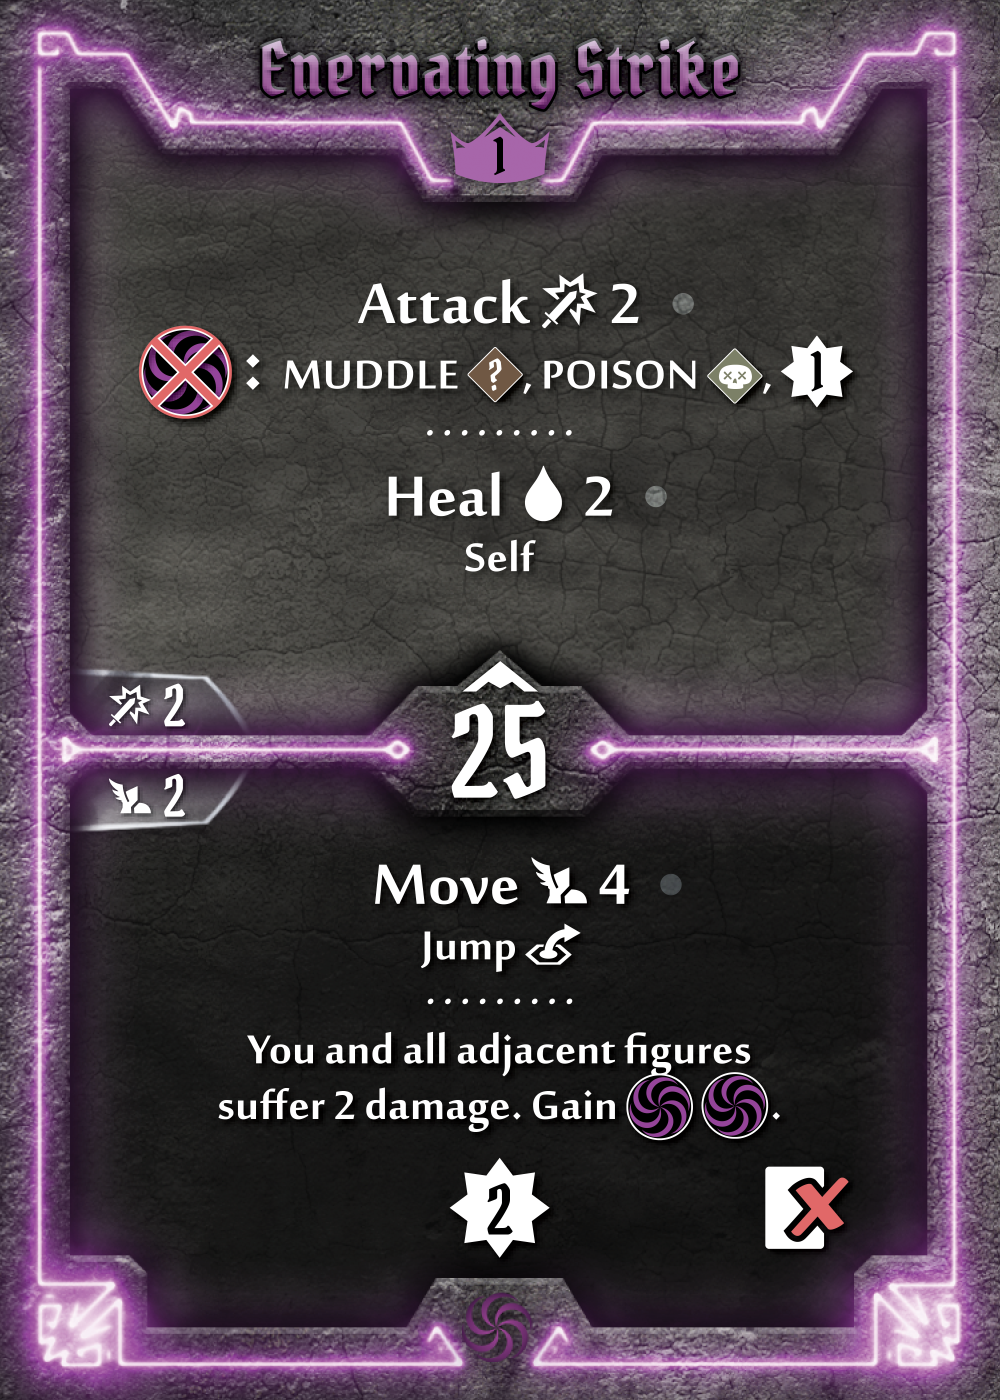 Enervating Strike
1
Attack 2
: MUDDLE ?, POISON , 1
.........
Heal 2
Self
2
25
2
Move 4
Jump
.........
You and all adjacent figures
suffer 2 damage. Gain .
2